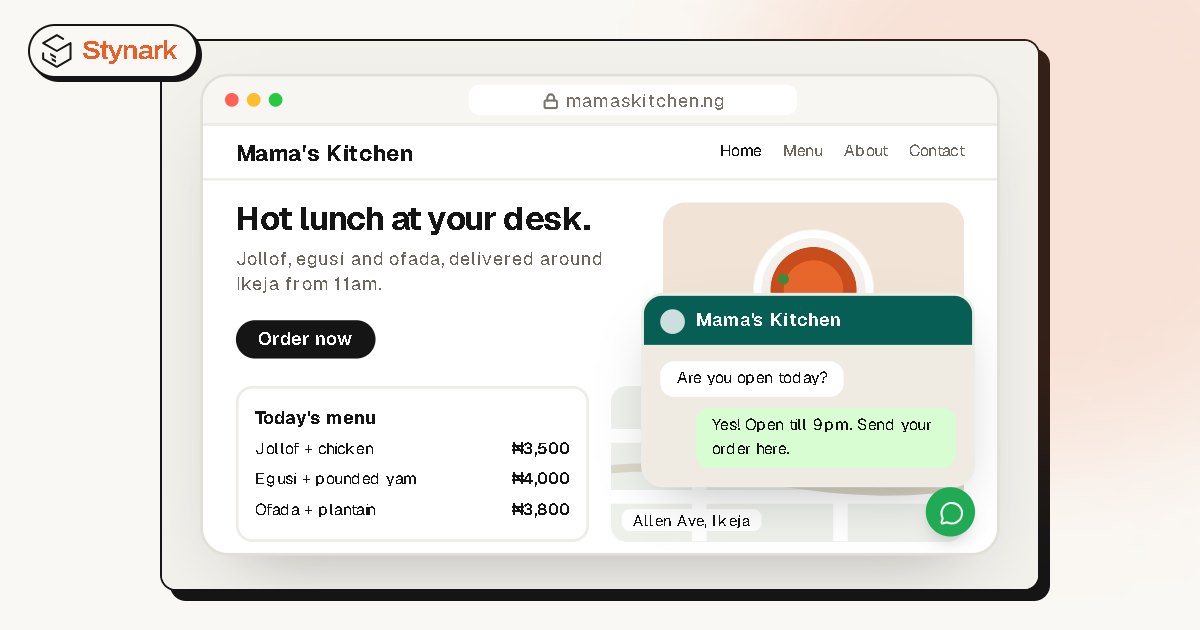 Stynark
mamaskitchen.ng
Mama's Kitchen
Home Menu About Contact
Hot lunch at your desk.
Jollof, egusi and ofada, delivered around
Ikeja from 11am.
Order now
Today's menu
Jollof + chicken ₦3,500
Egusi + pounded yam ₦4,000
Ofada + plantain ₦3,800
Mama's Kitchen
Are you open today?
Yes! Open till 9pm. Send your
order here.
Allen Ave, Ikeja